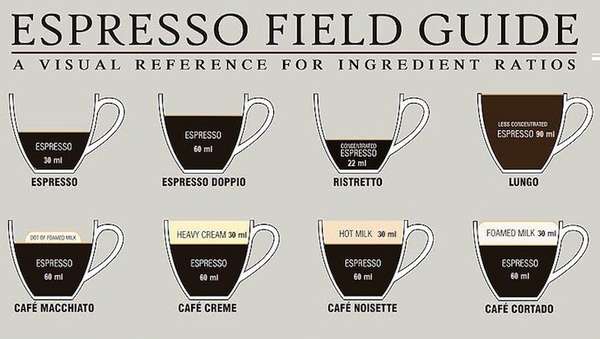 ESPRESSO FIELD GUIDE
A VISUAL REFERENCE FOR INGREDIENT RATIOS
ESPRESSO
30 ml
ESPRESSO
ESPRESSO
60 ml
ESPRESSO DOPPIO
CONCENTRATED
ESPRESSO
22 ml
RISTRETTO
LESS CONCENTRATED
ESPRESSO 90 ml
LUNGO
DOT OF FOAMED MILK
ESPRESSO
60 ml
CAFÉ MACCHIATO
HEAVY CREAM 30 ml
ESPRESSO
60 ml
CAFÉ CREME
HOT MILK 30 ml
ESPRESSO
60 ml
CAFÉ NOISETTE
FOAMED MILK 30 ml
ESPRESSO
60 ml
CAFÉ CORTADO